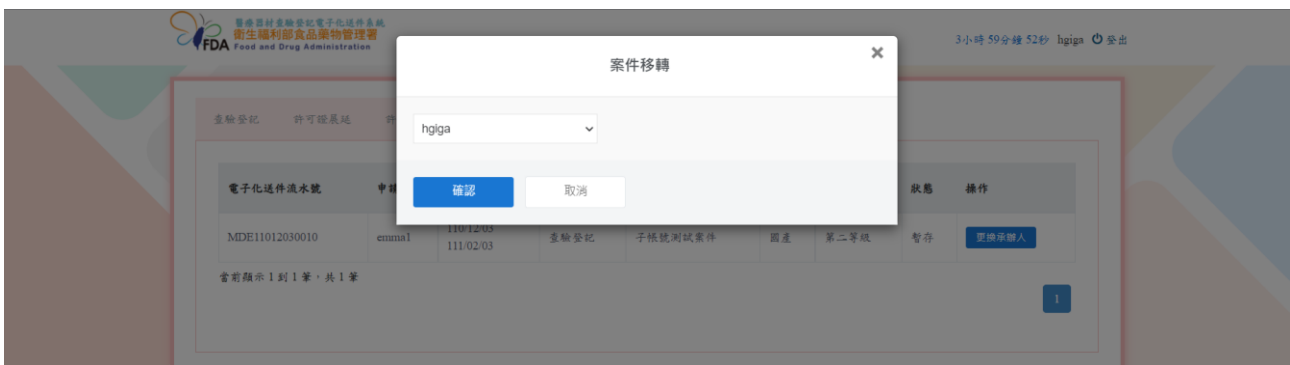 醫療器材查驗登記電子化送件系統
衛生福利部食品藥物管理署
FDA Food and Drug Administration
3小時 59分鐘 52秒 hgiga 登出
案件移轉 ×
查驗登記 許可證展延 許
hgiga
確認 取消
電子化送件流水號 申請 狀態 操作
MDE11012030010 emma1 110/12/03 查驗登記 子帳號測試案件 國產 第二等級 暫存 更換承辦人
111/02/03
當前顯示 1 到 1 筆，共 1 筆
1